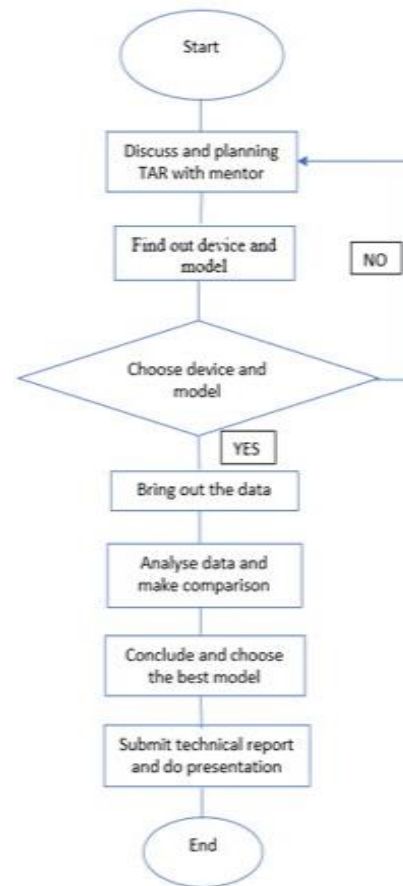 Start
Discuss and planning
TAR with mentor
Find out device and
model
NO
Choose device and
model
YES
Bring out the data
Analyse data and
make comparison
Conclude and choose
the best model
Submit technical report
and do presentation
End